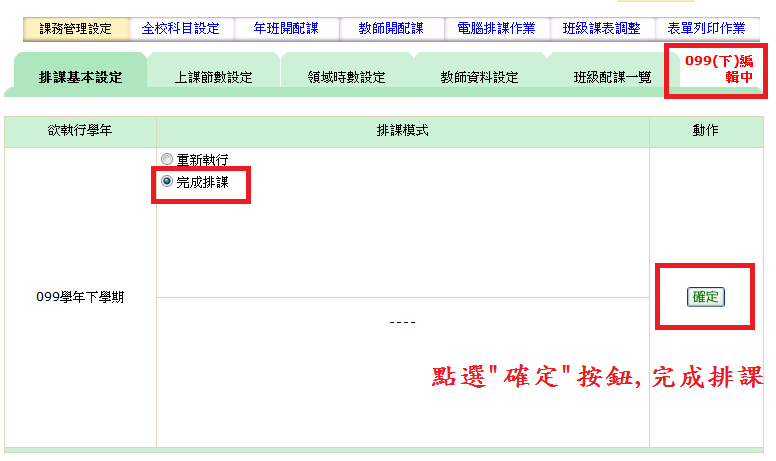 課務管理設定 全校科目設定 年班開配課 教師開配課 電腦排課作業 班級課表調整 表單列印作業
排課基本設定 上課節數設定 領域時數設定 教師資料設定 班級配課一覽 099(下)編
輯中
欲執行學年 排課模式 動作
重新執行
完成排課
099學年下學期 確定
----
點選"確定"按鈕,完成排課